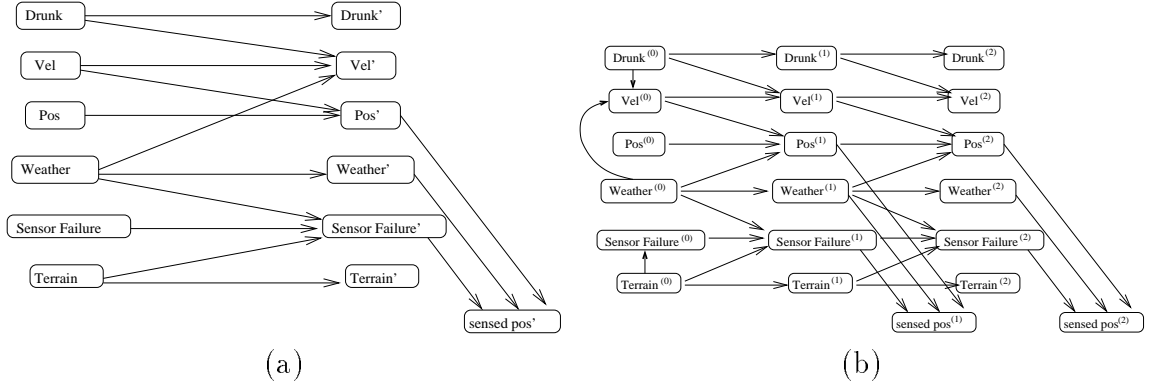 Drunk
Drunk’
Vel
Vel’
Pos
Pos’
Weather
Weather’
Sensor Failure
Sensor Failure’
Terrain
Terrain’
sensed pos’
(a)
Drunk(0)
Drunk(1)
Drunk(2)
Vel(0)
Vel(1)
Vel(2)
Pos(0)
Pos(1)
Pos(2)
Weather(0)
Weather(1)
Weather(2)
Sensor Failure(0)
Sensor Failure(1)
Sensor Failure(2)
Terrain(0)
Terrain(1)
Terrain(2)
sensed pos(1)
sensed pos(2)
(b)